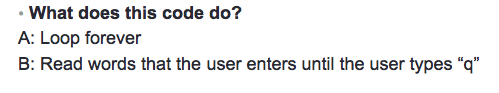 • What does this code do?
A: Loop forever
B: Read words that the user enters until the user types “q”